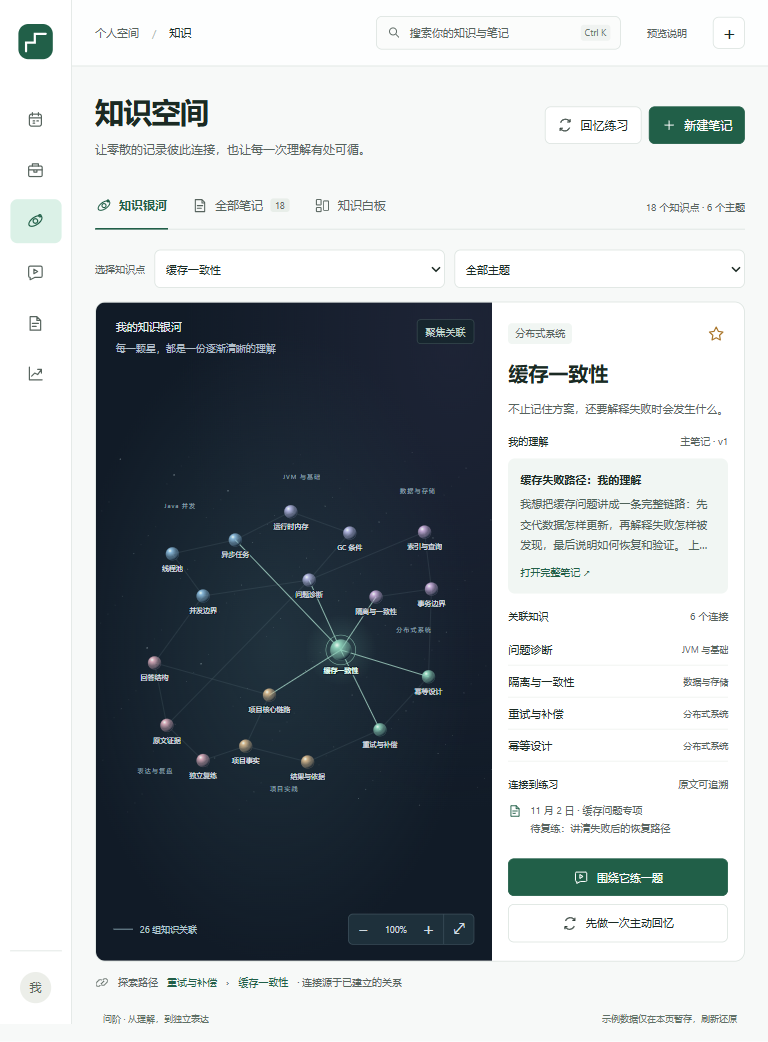 个人空间 / 知识
搜索你的知识与笔记 Ctrl K
预览说明
知识空间
让零散的记录彼此连接，也让每一次理解有处可循。
回忆练习
新建笔记
知识银河
全部笔记 18
知识白板
18 个知识点 · 6 个主题
选择知识点
缓存一致性
全部主题
我的知识银河
每一颗星，都是一份逐渐清晰的理解
聚焦关联
JVM 与基础
数据与存储
Java 并发
运行时内存
GC 条件
索引与查询
异步任务
线程池
问题诊断
并发边界
隔离与一致性
事务边界
分布式系统
缓存一致性
回答结构
幂等设计
项目核心链路
原文证据
重试与补偿
项目事实
独立复练
结果与依据
表达与复盘
项目实践
26 组知识关联
100%
分布式系统
缓存一致性
不止记住方案，还要解释失败时会发生什么。
我的理解
主笔记 · v1
缓存失败路径：我的理解
我想把缓存问题讲成一条完整链路：先
交代数据怎样更新，再解释失败怎样被
发现，最后说明如何恢复和验证。 上...
打开完整笔记 ↗
关联知识
6 个连接
问题诊断
JVM 与基础
隔离与一致性
数据与存储
重试与补偿
分布式系统
幂等设计
分布式系统
连接到练习
原文可追溯
11 月 2 日 · 缓存问题专项
待复练：讲清失败后的恢复路径
围绕它练一题
先做一次主动回忆
探索路径 重试与补偿 › 缓存一致性 · 连接源于已建立的关系
我
问阶 · 从理解，到独立表达
示例数据仅在本页暂存，刷新还原